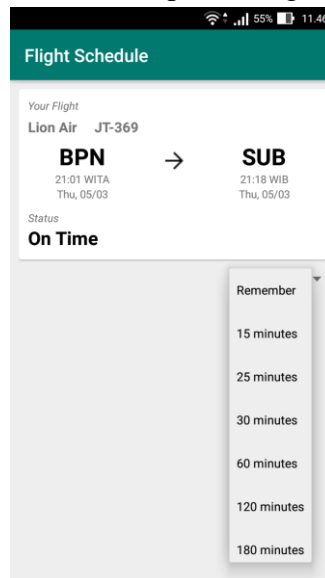 55% 11.46
Flight Schedule
Your Flight
Lion Air JT-369
BPN → SUB
21:01 WITA 21:18 WIB
Thu, 05/03 Thu, 05/03
Status
On Time
Remember
15 minutes
25 minutes
30 minutes
60 minutes
120 minutes
180 minutes